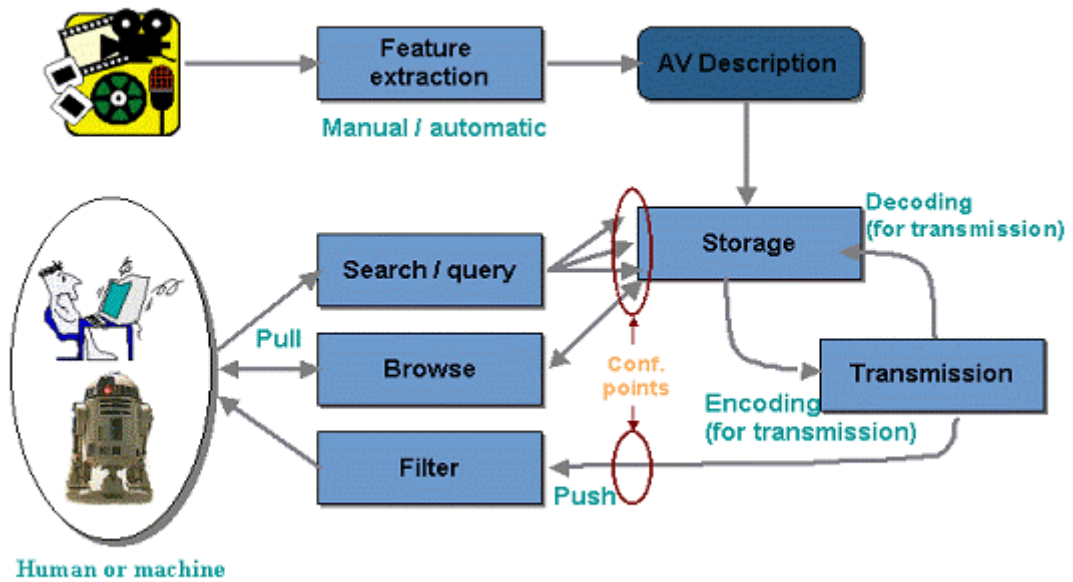 Feature
extraction
AV Description
Manual / automatic
Storage
Decoding
(for transmission)
Search / query
Pull
Browse
Conf.
points
Transmission
Encoding
(for transmission)
Filter
Push
Human or machine